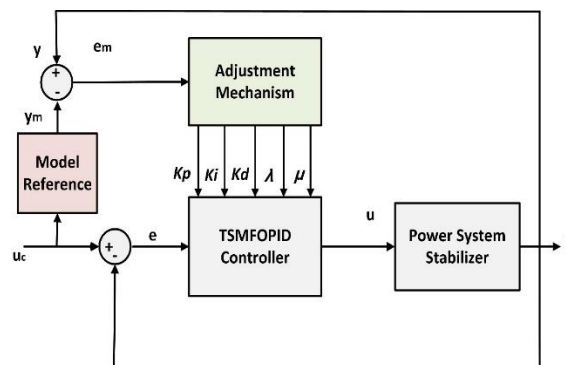 y
em
+
-
ym
Adjustment
Mechanism
Model
Reference
Kp Ki Kd λ μ
uc
+
-
e
TSMFOPID
Controller
u
Power System
Stabilizer